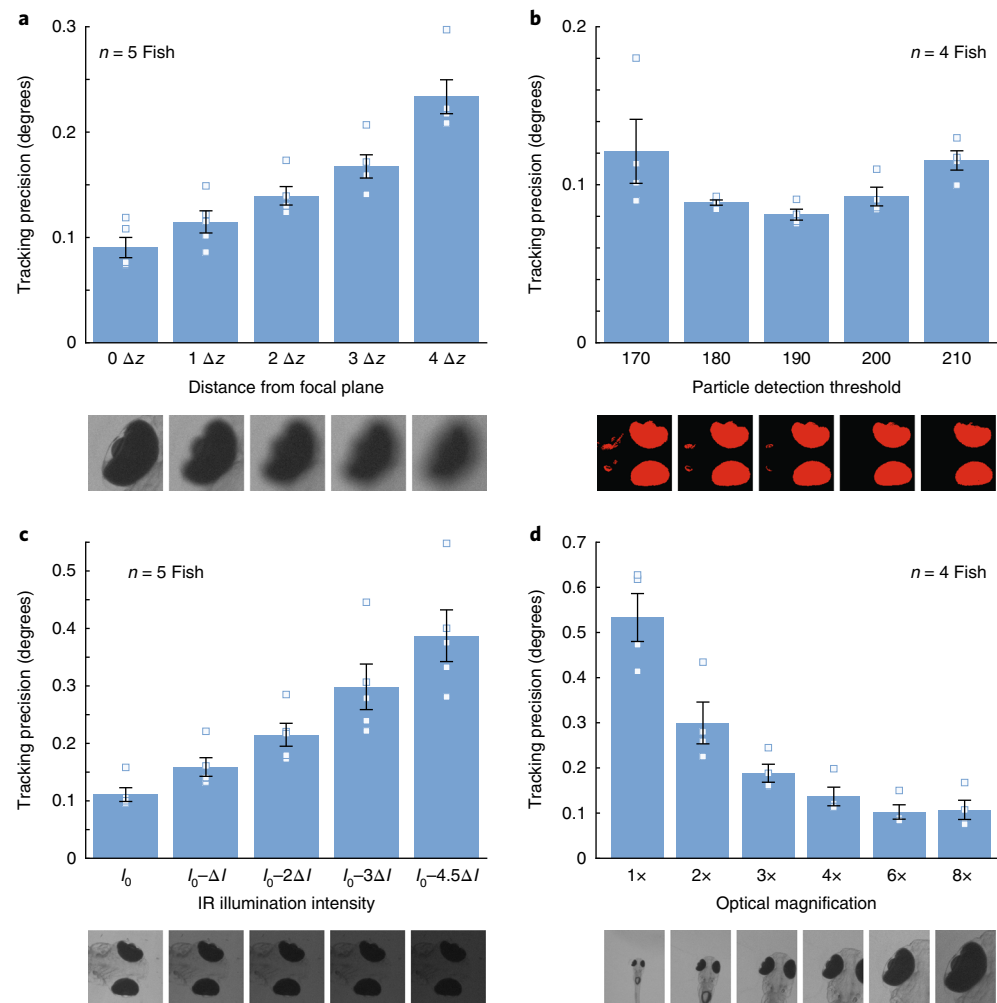 a
n = 5 Fish
Tracking precision (degrees)
0.3
0.2
0.1
0
0 Δz 1 Δz 2 Δz 3 Δz 4 Δz
Distance from focal plane
b
n = 4 Fish
Tracking precision (degrees)
0.2
0.1
0
170 180 190 200 210
Particle detection threshold
c
n = 5 Fish
Tracking precision (degrees)
0.5
0.4
0.3
0.2
0.1
0
I₀ I₀–ΔI I₀–2ΔI I₀–3ΔI I₀–4.5ΔI
IR illumination intensity
d
n = 4 Fish
Tracking precision (degrees)
0.7
0.6
0.5
0.4
0.3
0.2
0.1
0
1× 2× 3× 4× 6× 8×
Optical magnification